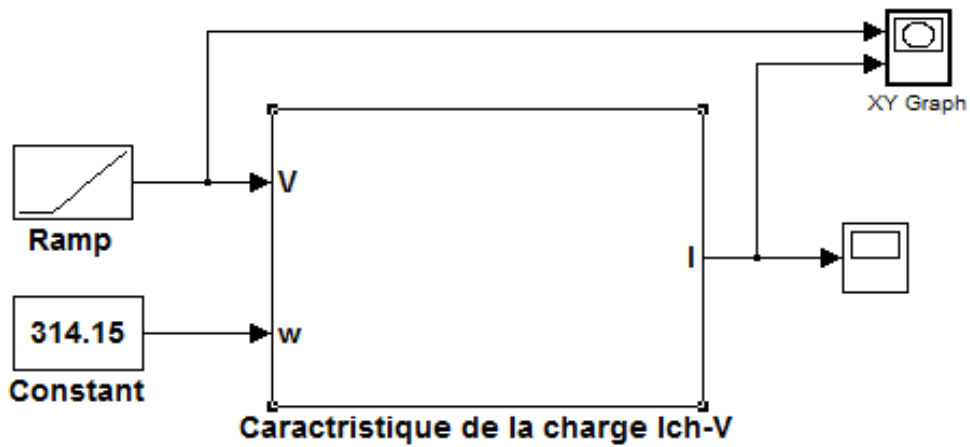 XY Graph
V
Ramp
I
314.15
w
Constant
Caractristique de la charge Ich-V